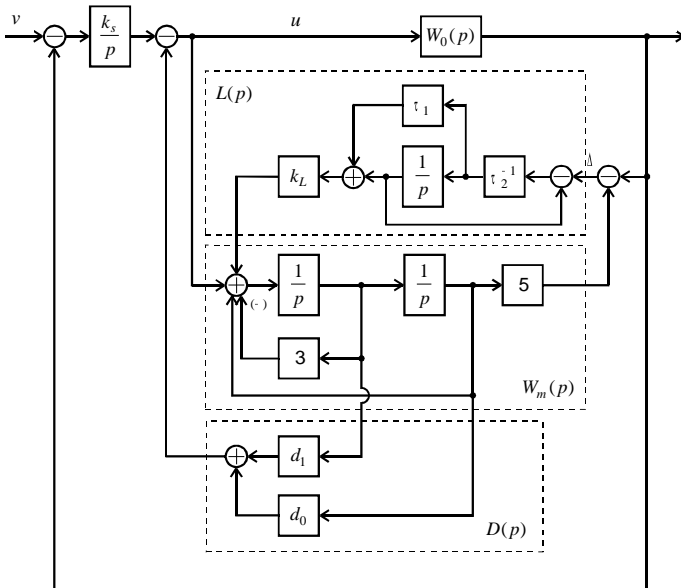 v
k_s
p
u
W_0(p)
L(p)
τ_1
k_L
1
p
τ_2^{-1}
Δ
1
p
1
p
5
(-)
3
W_m(p)
d_1
d_0
D(p)